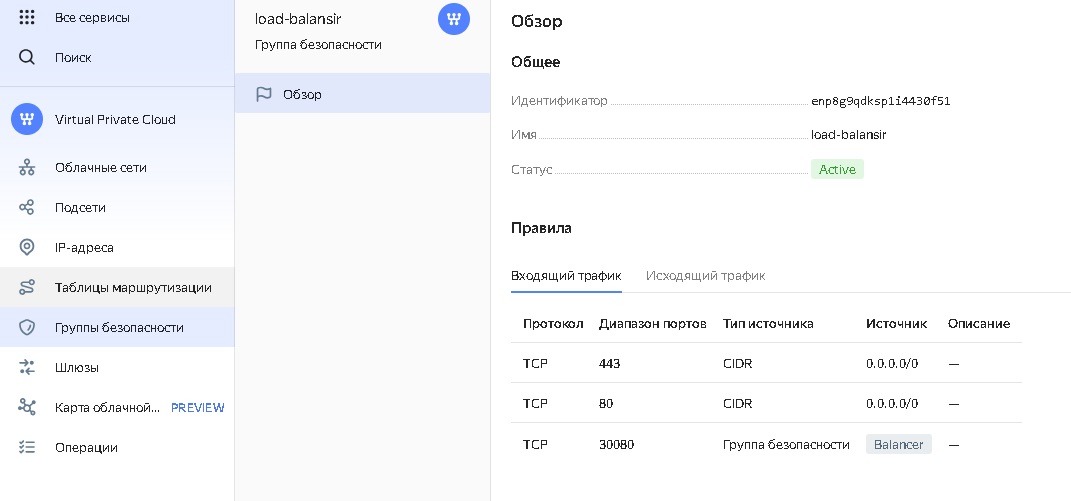 Все сервисы
Поиск
Virtual Private Cloud
Облачные сети
Подсети
IP-адреса
Таблицы маршрутизации
Группы безопасности
Шлюзы
Карта облачной... PREVIEW
Операции
load-balansir
Группа безопасности
Обзор
Обзор
Общее
Идентификатор enp8g9qdksp1i4430f51
Имя load-balansir
Статус Active
Правила
Входящий трафик Исходящий трафик
Протокол Диапазон портов Тип источника Источник Описание
TCP 443 CIDR 0.0.0.0/0 —
TCP 80 CIDR 0.0.0.0/0 —
TCP 30080 Группа безопасности Balancer —